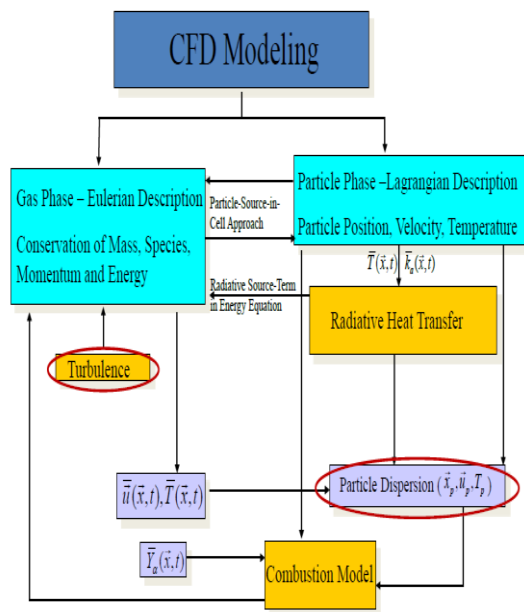 CFD Modeling
Gas Phase – Eulerian Description
Conservation of Mass, Species,
Momentum and Energy
Particle-Source-in-
Cell Approach
Particle Phase –Lagrangian Description
Particle Position, Velocity, Temperature
T̅(x⃗,t) k̅ₐ(x⃗,t)
Radiative Source-Term
in Energy Equation
Radiative Heat Transfer
Turbulence
u̿(x⃗,t), T̿(x⃗,t)
Particle Dispersion (x⃗ₚ, u⃗ₚ, Tₚ)
Y̅α(x⃗,t)
Combustion Model